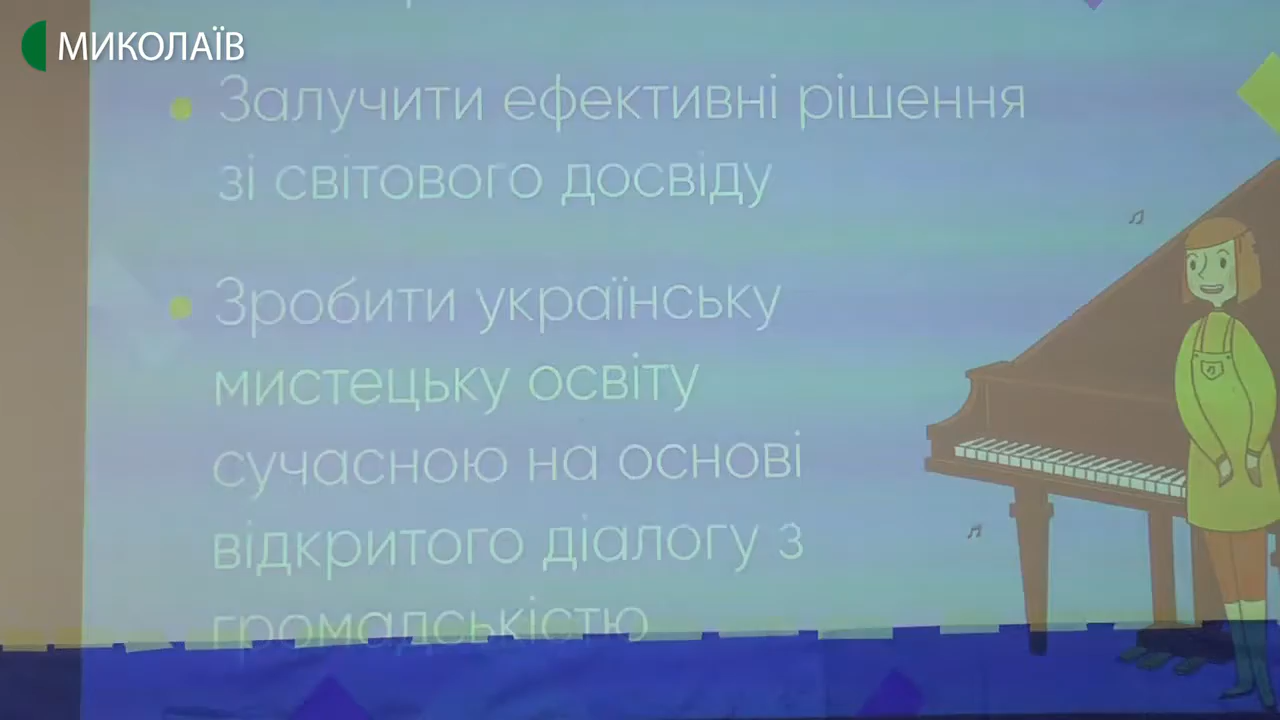 МИКОЛАЇВ
Залучити ефективні рішення
зі світового досвіду
Зробити українську
мистецьку освіту
сучасною на основі
відкритого діалогу з
громадськістю